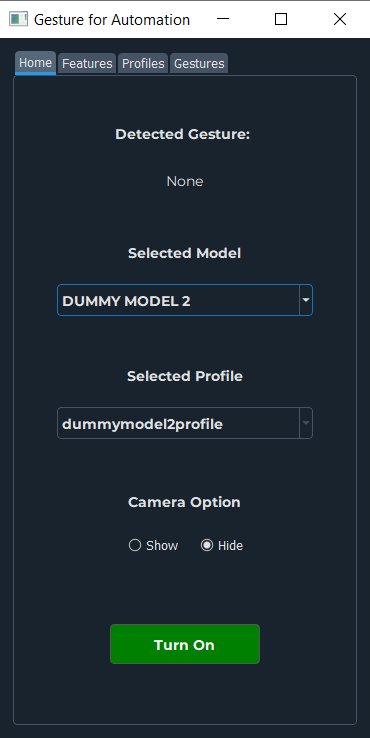 Gesture for Automation
Home Features Profiles Gestures
Detected Gesture:
None
Selected Model
DUMMY MODEL 2
Selected Profile
dummymodel2profile
Camera Option
Show Hide
Turn On